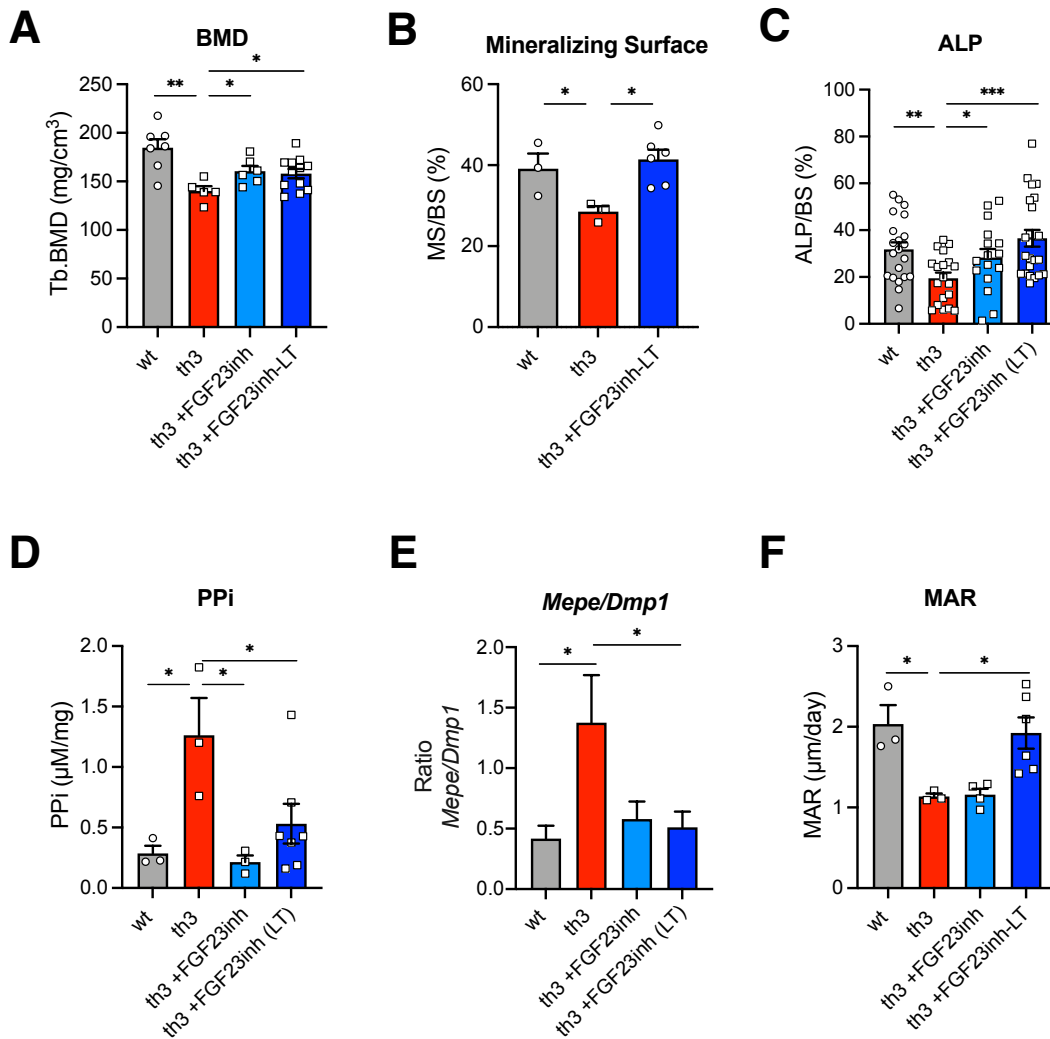 A
BMD
Tb.BMD (mg/cm³)
250
200
150
100
50
0
**
*
*
wt
th3
th3 +FGF23inh
th3 +FGF23inh-LT
B
Mineralizing Surface
MS/BS (%)
60
40
20
0
*
*
wt
th3
th3 +FGF23inh-LT
C
ALP
ALP/BS (%)
100
80
60
40
20
0
**
*
***
wt
th3
th3 +FGF23inh
th3 +FGF23inh (LT)
D
PPi
PPi (µM/mg)
2.0
1.5
1.0
0.5
0.0
*
*
*
wt
th3
th3 +FGF23inh
th3 +FGF23inh (LT)
E
Mepe/Dmp1
Ratio
Mepe/Dmp1
2.0
1.5
1.0
0.5
0.0
*
*
wt
th3
th3 +FGF23inh
th3 +FGF23inh (LT)
F
MAR
MAR (µm/day)
3
2
1
0
*
*
wt
th3
th3 +FGF23inh
th3 +FGF23inh-LT